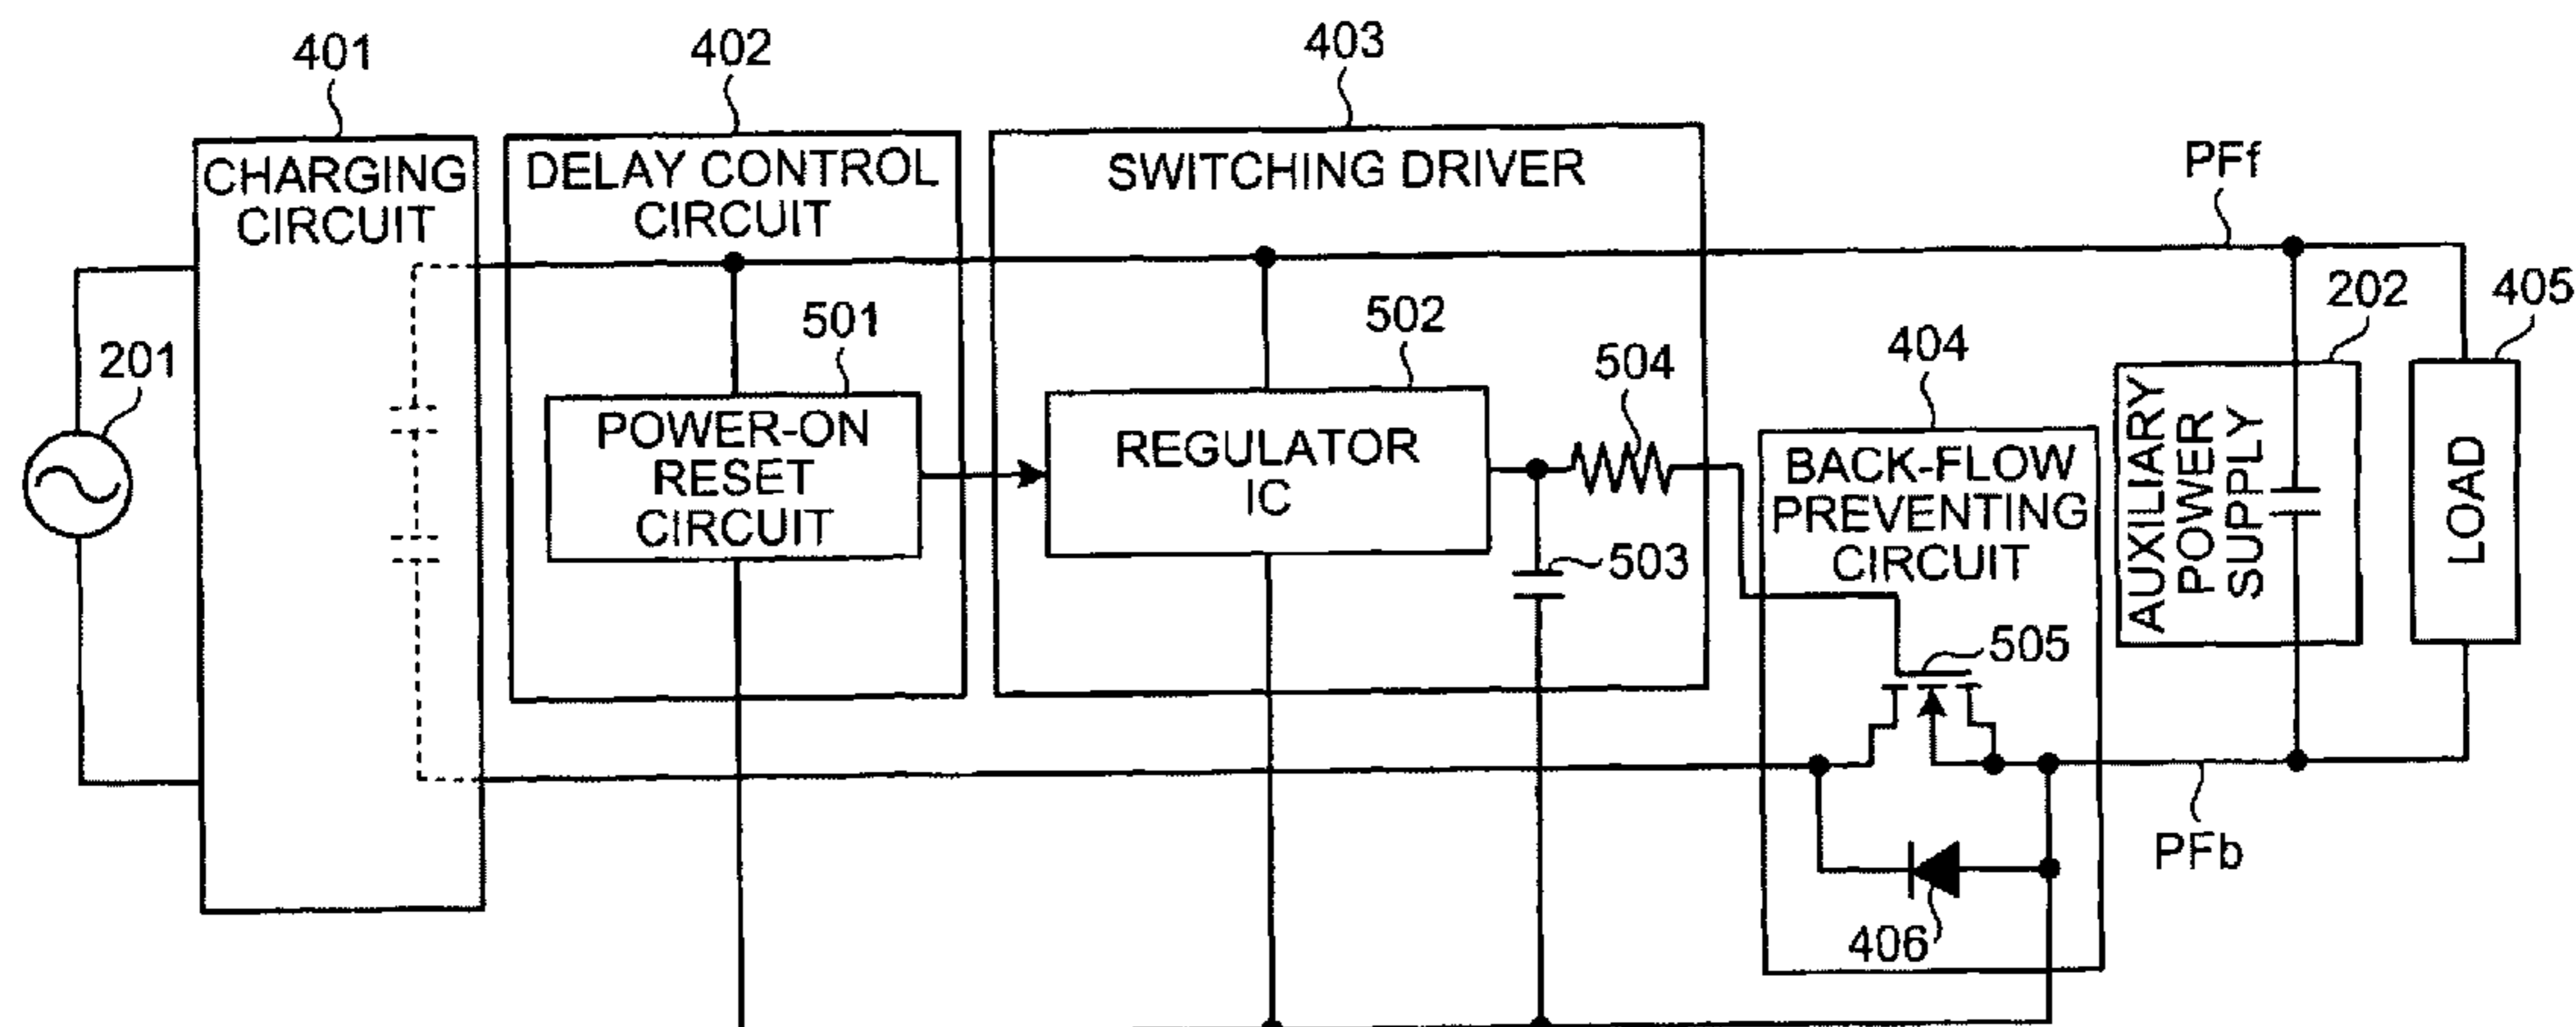 401
402
403
CHARGING
CIRCUIT
DELAY CONTROL
CIRCUIT
SWITCHING DRIVER
PFf
201
501
502
504
404
202
405
POWER-ON
RESET
CIRCUIT
REGULATOR
IC
503
BACK-FLOW
PREVENTING
CIRCUIT
505
406
AUXILIARY
POWER
SUPPLY
LOAD
PFb